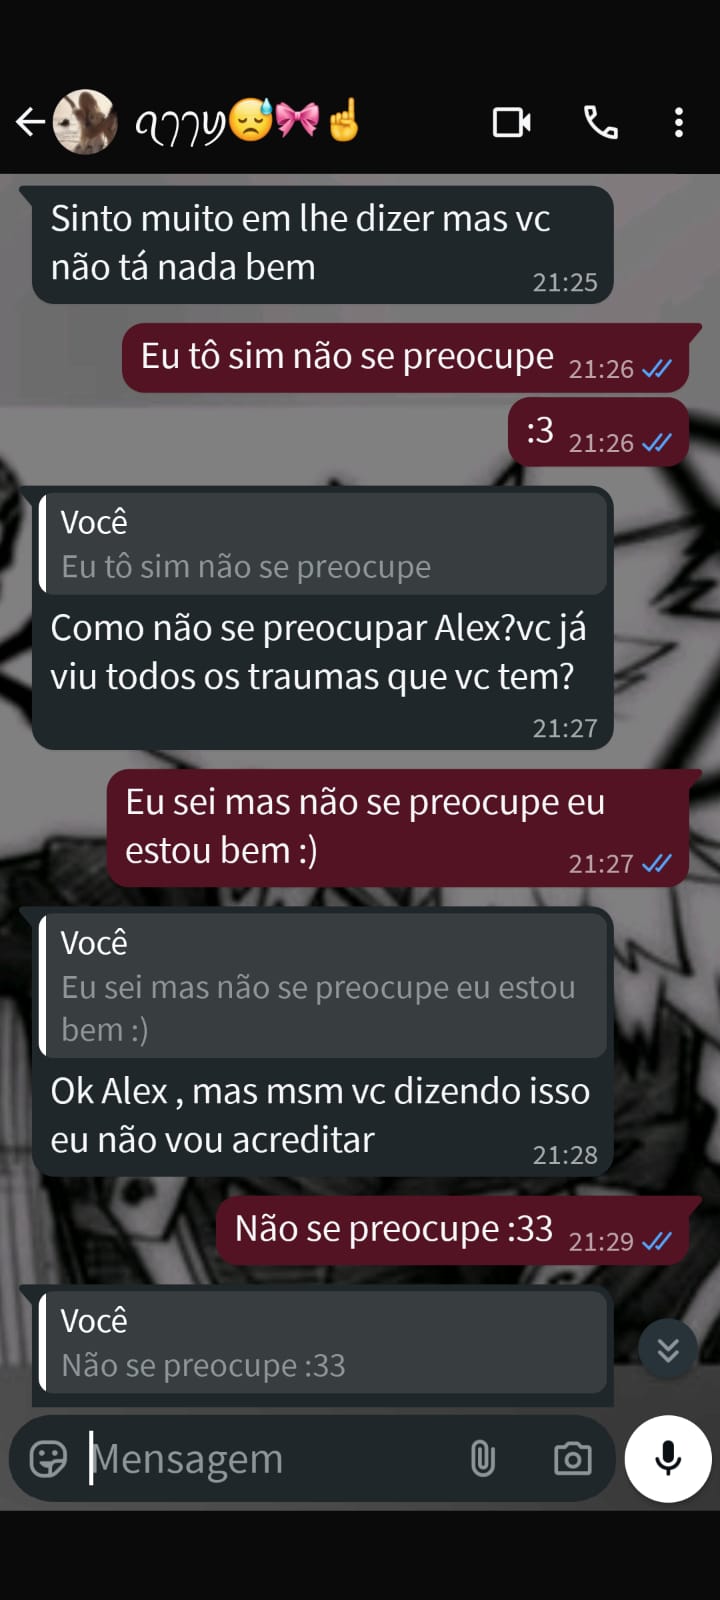 ຊາງy😓🎀☝️
Sinto muito em lhe dizer mas vc
não tá nada bem
21:25
Eu tô sim não se preocupe
21:26
:3
21:26
Você
Eu tô sim não se preocupe
Como não se preocupar Alex?vc já
viu todos os traumas que vc tem?
21:27
Eu sei mas não se preocupe eu
estou bem :)
21:27
Você
Eu sei mas não se preocupe eu estou
bem :)
Ok Alex , mas msm vc dizendo isso
eu não vou acreditar
21:28
Não se preocupe :33
21:29
Você
Não se preocupe :33
Mensagem